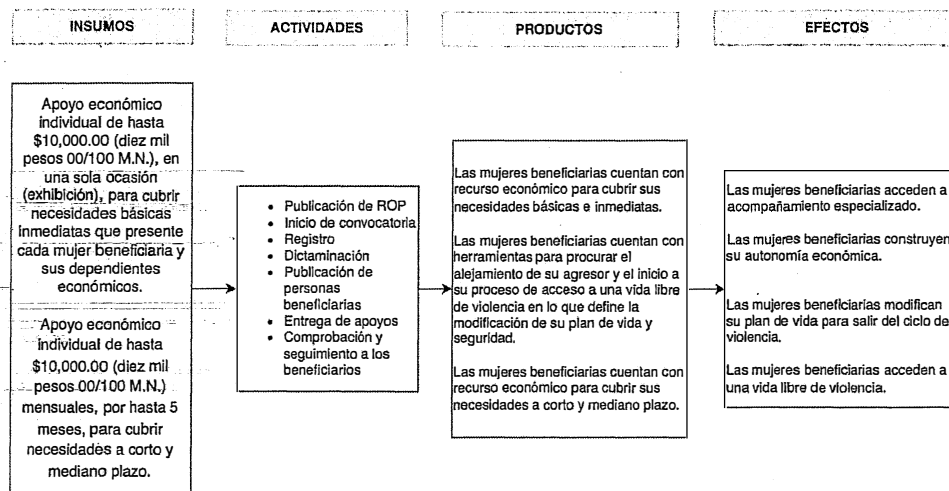 INSUMOS
ACTIVIDADES
PRODUCTOS
EFECTOS
Apoyo económico
individual de hasta
$10,000.00 (diez mil
pesos 00/100 M.N.), en
una sola ocasión
(exhibición), para cubrir
necesidades básicas
inmediatas que presente
cada mujer beneficiaria y
sus dependientes
económicos.
Apoyo económico
individual de hasta
$10,000.00 (diez mil
pesos 00/100 M.N.)
mensuales, por hasta 5
meses, para cubrir
necesidades a corto y
mediano plazo.
• Publicación de ROP
• Inicio de convocatoria
• Registro
• Dictaminación
• Publicación de
personas
beneficiarias
• Entrega de apoyos
• Comprobación y
seguimiento a los
beneficiarios
Las mujeres beneficiarias cuentan con
recurso económico para cubrir sus
necesidades básicas e inmediatas.
Las mujeres beneficiarias cuentan con
herramientas para procurar el
alejamiento de su agresor y el inicio a
su proceso de acceso a una vida libre
de violencia en lo que define la
modificación de su plan de vida y
seguridad.
Las mujeres beneficiarias cuentan con
recurso económico para cubrir sus
necesidades a corto y mediano plazo.
Las mujeres beneficiarias acceden a
acompañamiento especializado.
Las mujeres beneficiarias construyen
su autonomía económica.
Las mujeres beneficiarias modifican
su plan de vida para salir del ciclo de
violencia.
Las mujeres beneficiarias acceden a
una vida libre de violencia.